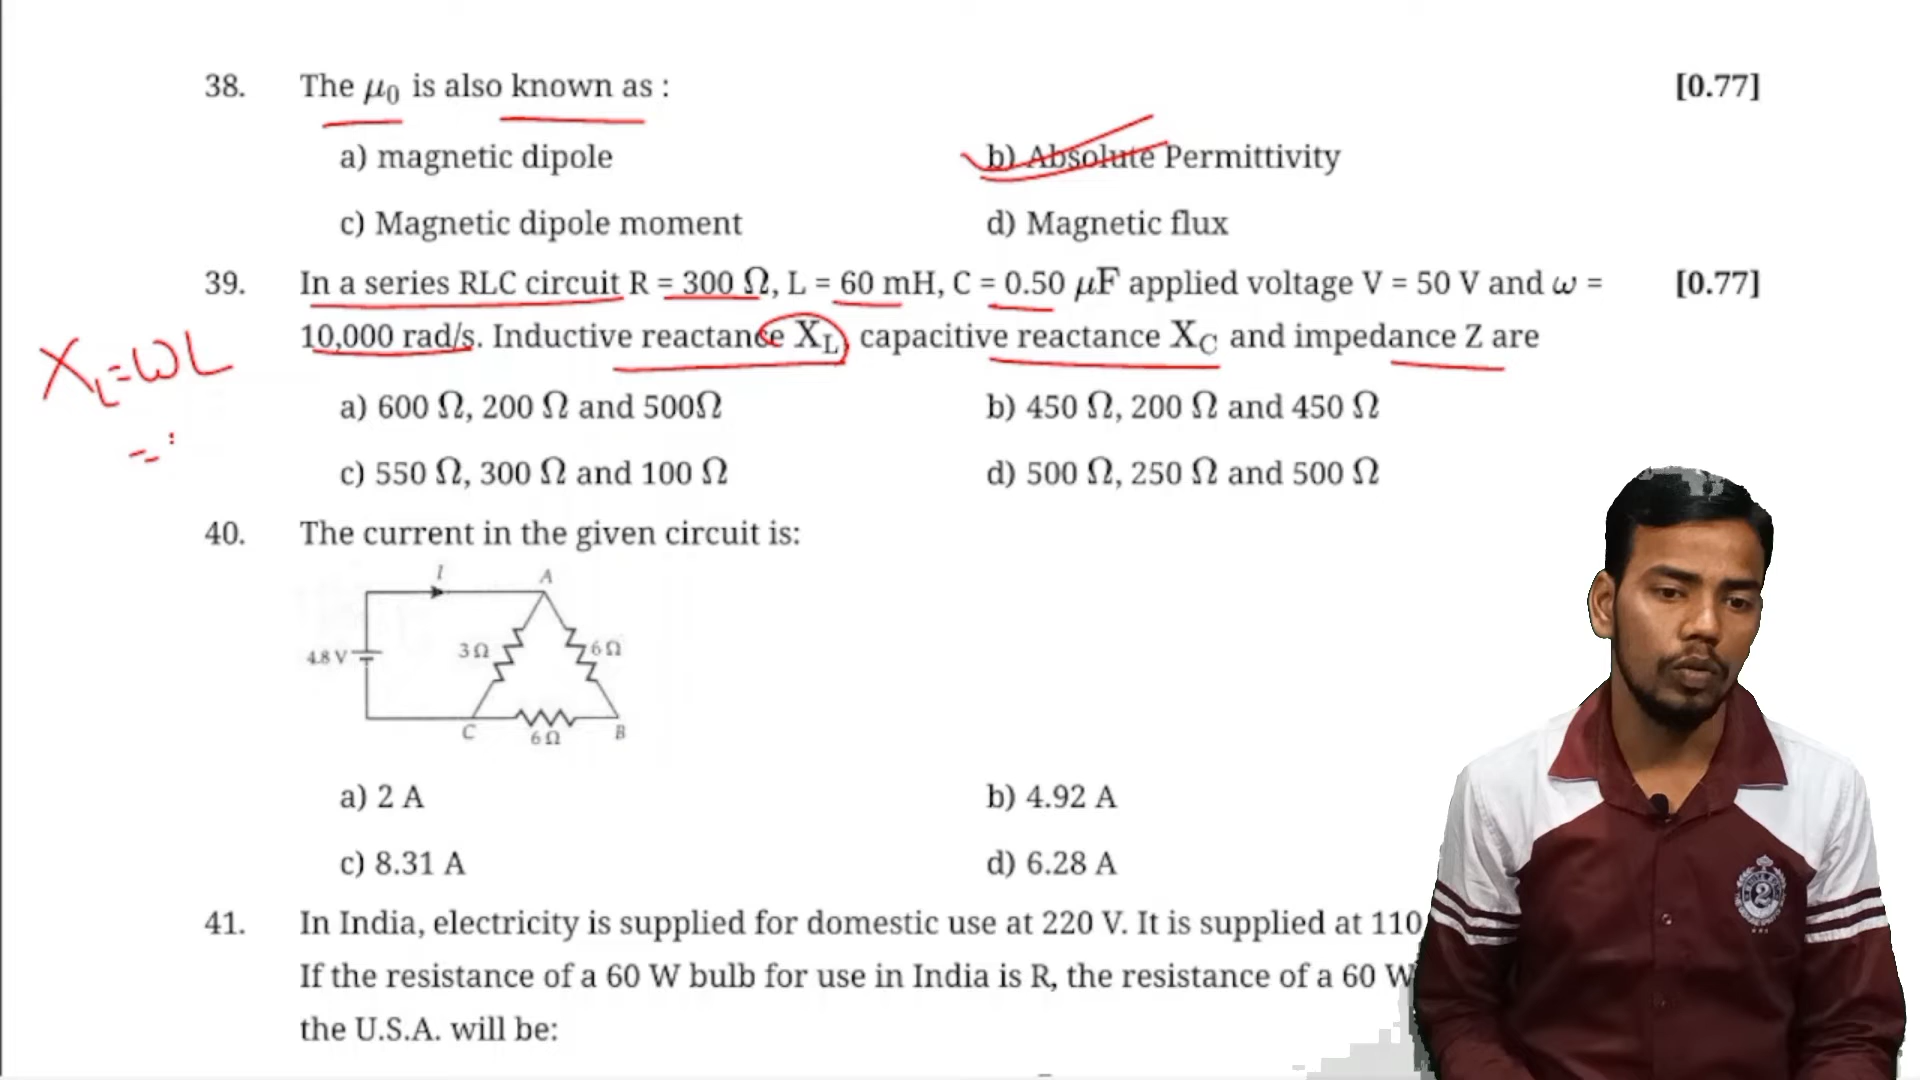 38. The μ₀ is also known as : [0.77]
a) magnetic dipole b) Absolute Permittivity
c) Magnetic dipole moment d) Magnetic flux
39. In a series RLC circuit R = 300 Ω, L = 60 mH, C = 0.50 μF applied voltage V = 50 V and ω = [0.77]
10,000 rad/s. Inductive reactance X_L, capacitive reactance X_C and impedance Z are
X_L=ωL
=
a) 600 Ω, 200 Ω and 500Ω b) 450 Ω, 200 Ω and 450 Ω
c) 550 Ω, 300 Ω and 100 Ω d) 500 Ω, 250 Ω and 500 Ω
40. The current in the given circuit is:
I A
4.8 V 3 Ω 6 Ω
C 6 Ω B
a) 2 A b) 4.92 A
c) 8.31 A d) 6.28 A
41. In India, electricity is supplied for domestic use at 220 V. It is supplied at 110
If the resistance of a 60 W bulb for use in India is R, the resistance of a 60 W
the U.S.A. will be:
2